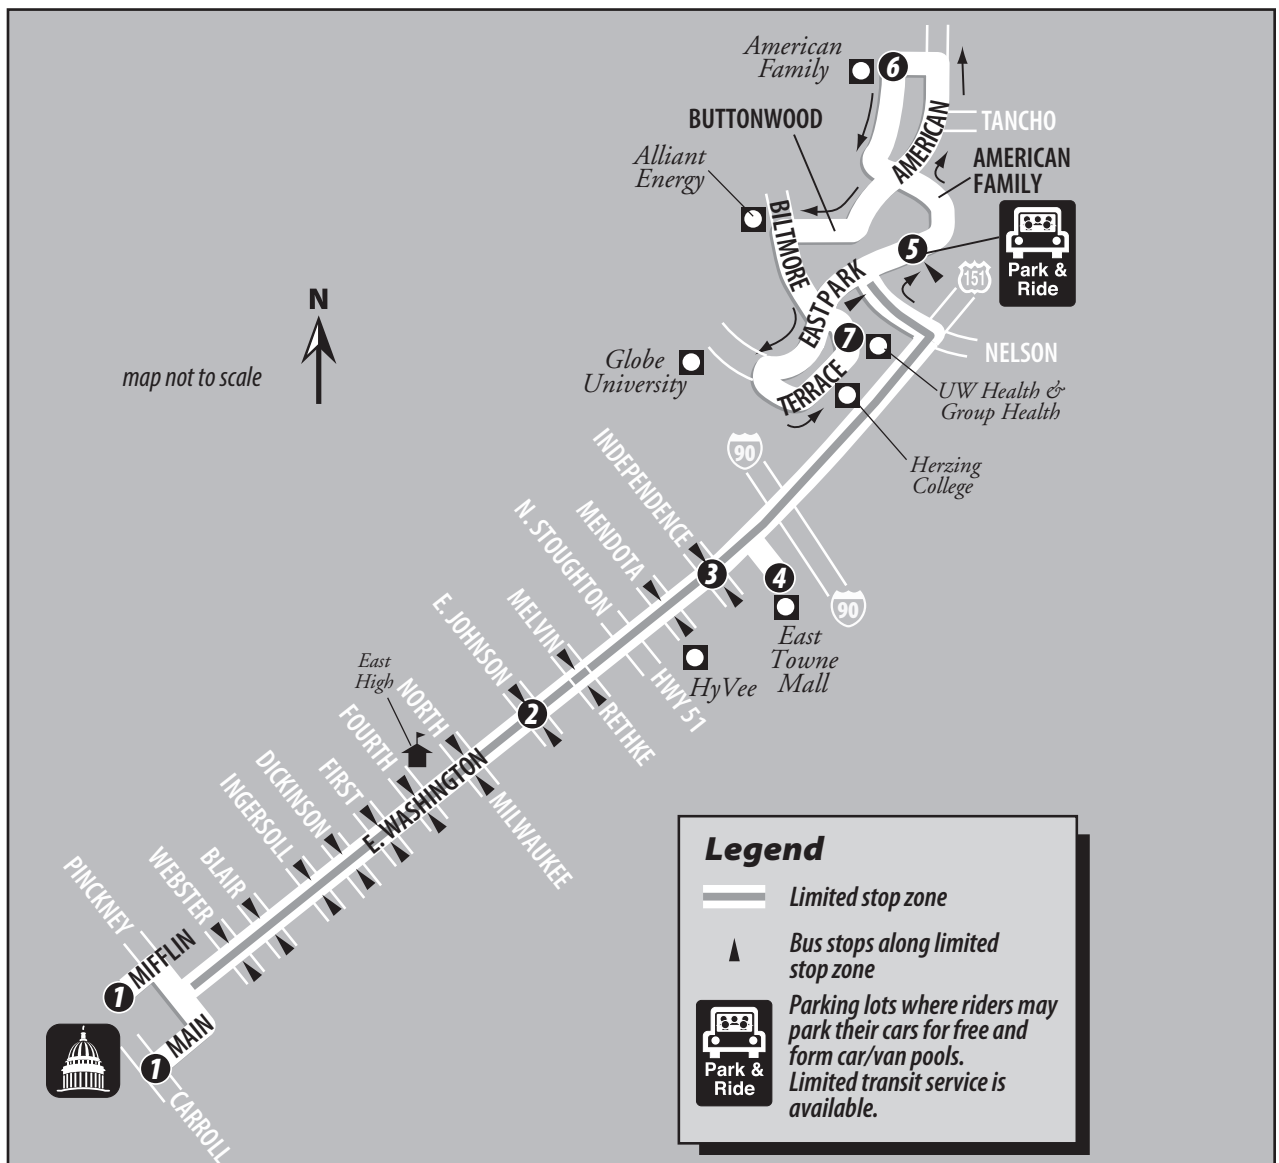 American
Family
6
BUTTONWOOD
AMERICAN
TANCHO
Alliant
Energy
AMERICAN
FAMILY
BILTMORE
5
Park &
Ride
151
EASTPARK
N
map not to scale
7
NELSON
Globe
University
TERRACE
UW Health &
Group Health
INDEPENDENCE
90
Herzing
College
MENDOTA
N. STOUGHTON
3
4
90
E. JOHNSON
MELVIN
East
Towne
Mall
HyVee
HWY 51
East
High
NORTH
2
RETHKE
FOURTH
FIRST
DICKINSON
INGERSOLL
E. WASHINGTON
MILWAUKEE
BLAIR
WEBSTER
PINCKNEY
MIFFLIN
1
MAIN
1
CARROLL
Legend
Limited stop zone
Bus stops along limited
stop zone
Park &
Ride
Parking lots where riders may
park their cars for free and
form car/van pools.
Limited transit service is
available.